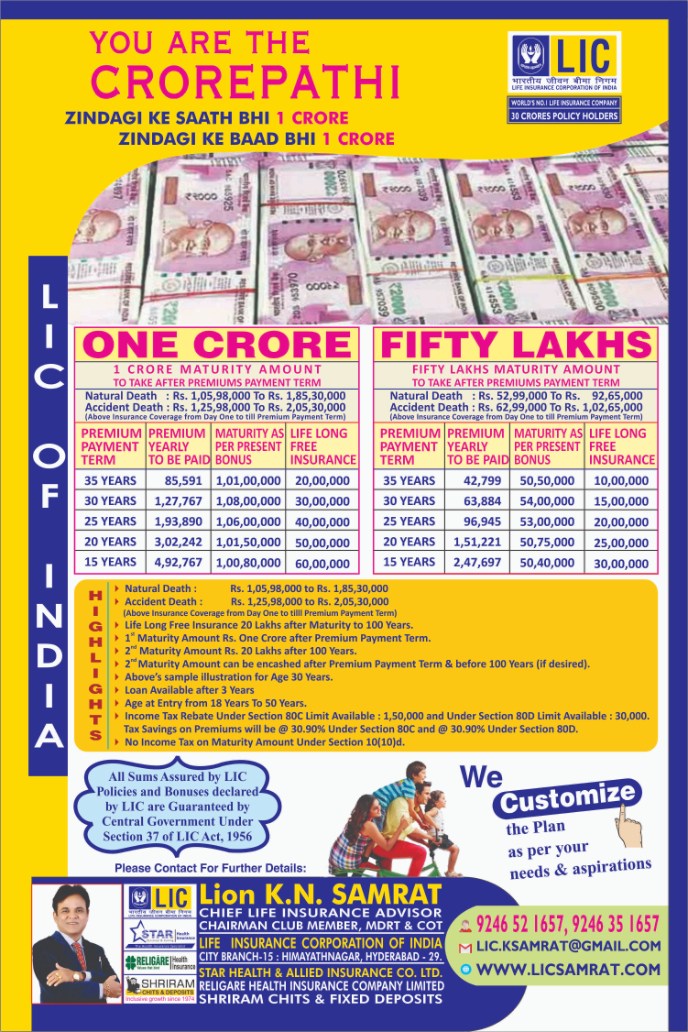 YOU ARE THE
CROREPATHI
ZINDAGI KE SAATH BHI 1 CRORE
ZINDAGI KE BAAD BHI 1 CRORE
LIC
भारतीय जीवन बीमा निगम
LIFE INSURANCE CORPORATION OF INDIA
WORLD'S NO.1 LIFE INSURANCE COMPANY
30 CRORES POLICY HOLDERS
LIC OF INDIA
ONE CRORE
1 CRORE MATURITY AMOUNT
TO TAKE AFTER PREMIUMS PAYMENT TERM
Natural Death : Rs. 1,05,98,000 To Rs. 1,85,30,000
Accident Death : Rs. 1,25,98,000 To Rs. 2,05,30,000
(Above Insurance Coverage from Day One to till Premium Payment Term)
PREMIUM PAYMENT TERM PREMIUM YEARLY TO BE PAID MATURITY AS PER PRESENT BONUS LIFE LONG FREE INSURANCE
35 YEARS 85,591 1,01,00,000 20,00,000
30 YEARS 1,27,767 1,08,00,000 30,00,000
25 YEARS 1,93,890 1,06,00,000 40,00,000
20 YEARS 3,02,242 1,01,50,000 50,00,000
15 YEARS 4,92,767 1,00,80,000 60,00,000
FIFTY LAKHS
FIFTY LAKHS MATURITY AMOUNT
TO TAKE AFTER PREMIUMS PAYMENT TERM
Natural Death : Rs. 52,99,000 To Rs. 92,65,000
Accident Death : Rs. 62,99,000 To Rs. 1,02,65,000
(Above Insurance Coverage from Day One to till Premium Payment Term)
PREMIUM PAYMENT TERM PREMIUM YEARLY TO BE PAID MATURITY AS PER PRESENT BONUS LIFE LONG FREE INSURANCE
35 YEARS 42,799 50,50,000 10,00,000
30 YEARS 63,884 54,00,000 15,00,000
25 YEARS 96,945 53,00,000 20,00,000
20 YEARS 1,51,221 50,75,000 25,00,000
15 YEARS 2,47,697 50,40,000 30,00,000
HIGHLIGHTS
Natural Death : Rs. 1,05,98,000 to Rs. 1,85,30,000
Accident Death : Rs. 1,25,98,000 to Rs. 2,05,30,000
(Above Insurance Coverage from Day One to tilll Premium Payment Term)
Life Long Free Insurance 20 Lakhs after Maturity to 100 Years.
1st Maturity Amount Rs. One Crore after Premium Payment Term.
2nd Maturity Amount Rs. 20 Lakhs after 100 Years.
2nd Maturity Amount can be encashed after Premium Payment Term & before 100 Years (if desired).
Above's sample illustration for Age 30 Years.
Loan Available after 3 Years
Age at Entry from 18 Years To 50 Years.
Income Tax Rebate Under Section 80C Limit Available : 1,50,000 and Under Section 80D Limit Available : 30,000.
Tax Savings on Premiums will be @ 30.90% Under Section 80C and @ 30.90% Under Section 80D.
No Income Tax on Maturity Amount Under Section 10(10)d.
All Sums Assured by LIC
Policies and Bonuses declared
by LIC are Guaranteed by
Central Government Under
Section 37 of LIC Act, 1956
We
Customize
the Plan
as per your
needs & aspirations
Please Contact For Further Details:
LIC
STAR Health Insurance
RELIGARE Health Insurance
SHRIRAM
CHITS & DEPOSITS
inclusive growth since 1974
Lion K.N. SAMRAT
CHIEF LIFE INSURANCE ADVISOR
CHAIRMAN CLUB MEMBER, MDRT & COT
LIFE INSURANCE CORPORATION OF INDIA
CITY BRANCH-15 : HIMAYATHNAGAR, HYDERABAD - 29.
STAR HEALTH & ALLIED INSURANCE CO. LTD.
RELIGARE HEALTH INSURANCE COMPANY LIMITED
SHRIRAM CHITS & FIXED DEPOSITS
9246 52 1657, 9246 35 1657
LIC.KSAMRAT@GMAIL.COM
WWW.LICSAMRAT.COM